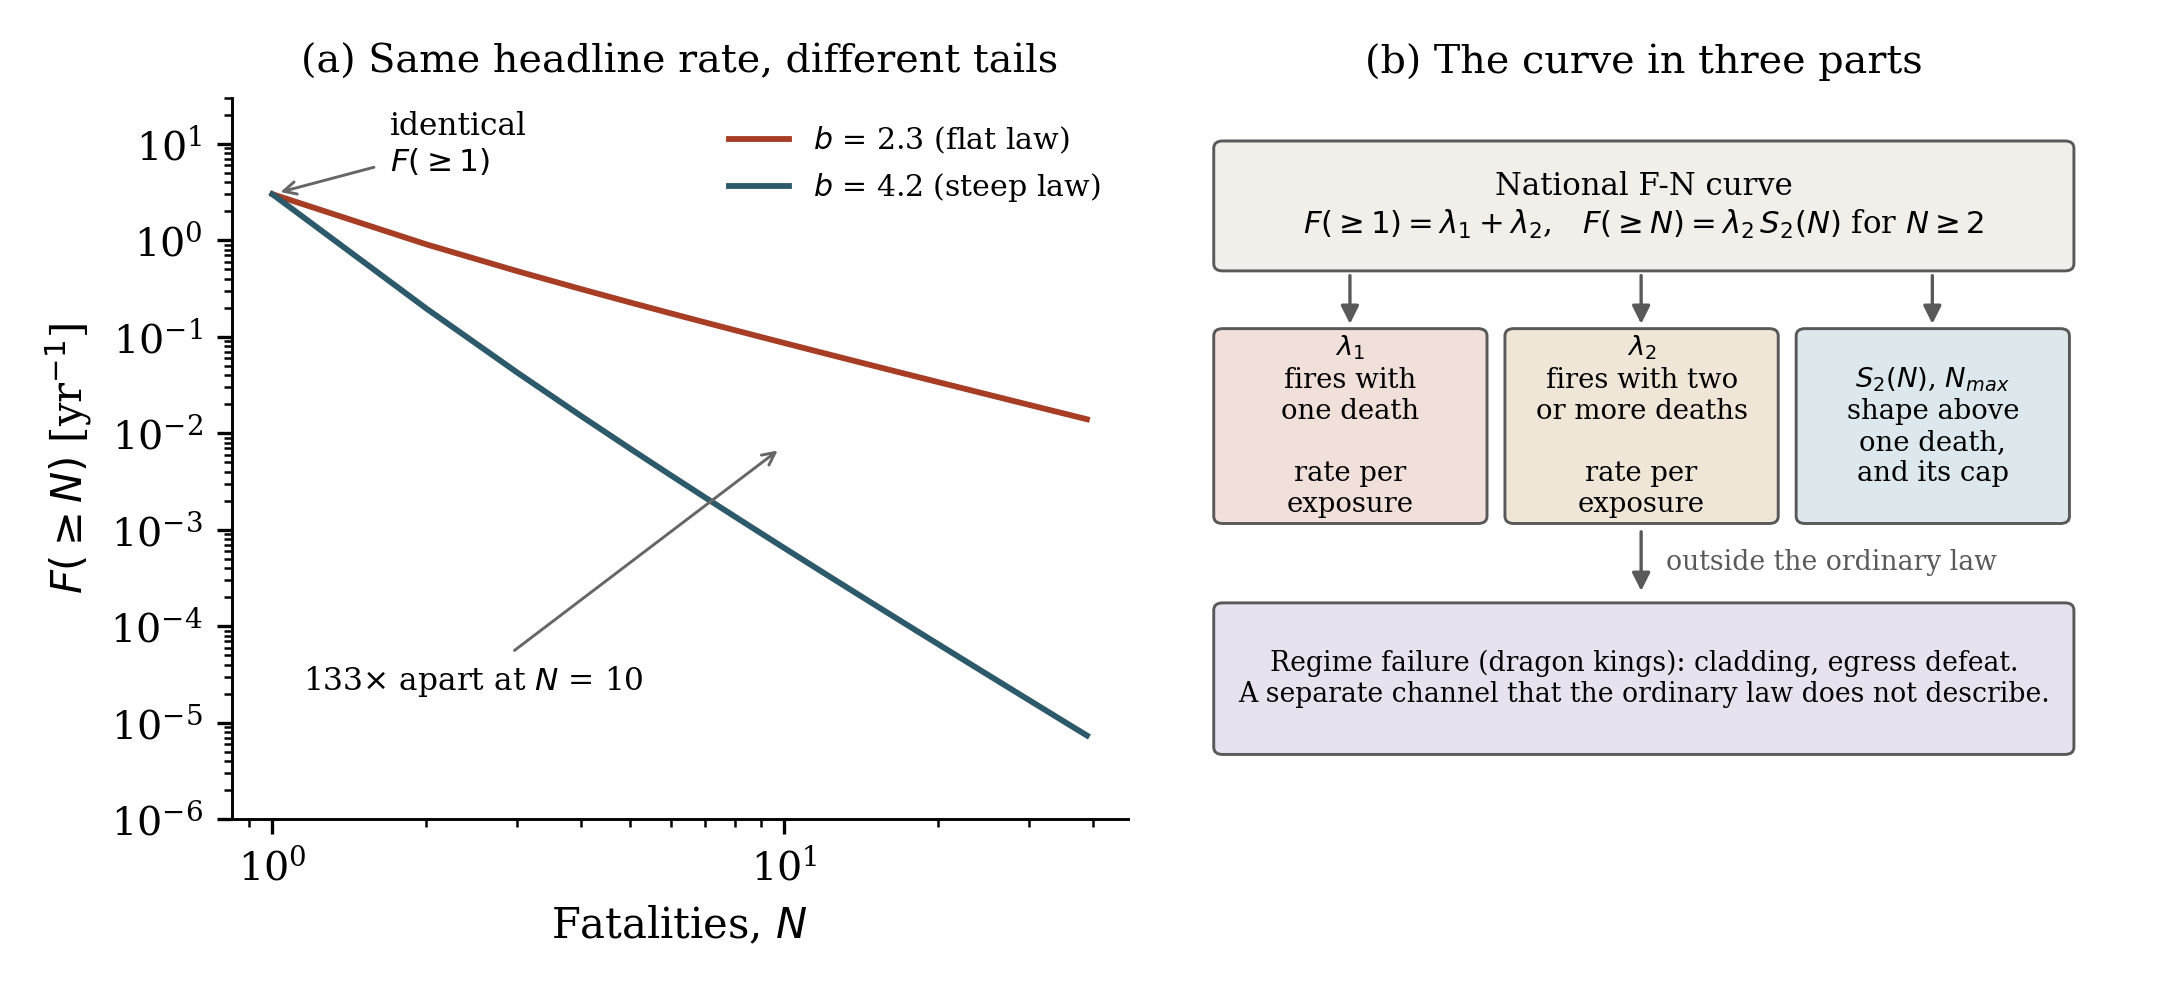 (a) Same headline rate, different tails
identical
F(≥1)
b = 2.3 (flat law)
b = 4.2 (steep law)
10¹
10⁰
10⁻¹
10⁻²
10⁻³
10⁻⁴
10⁻⁵
10⁻⁶
F(≥N) [yr⁻¹]
133× apart at N = 10
10⁰
10¹
Fatalities, N
(b) The curve in three parts
National F-N curve
F(≥1) = λ₁ + λ₂, F(≥N) = λ₂ S₂(N) for N ≥ 2
λ₁
fires with
one death
rate per
exposure
λ₂
fires with two
or more deaths
rate per
exposure
S₂(N), Nₘₐₓ
shape above
one death,
and its cap
outside the ordinary law
Regime failure (dragon kings): cladding, egress defeat.
A separate channel that the ordinary law does not describe.